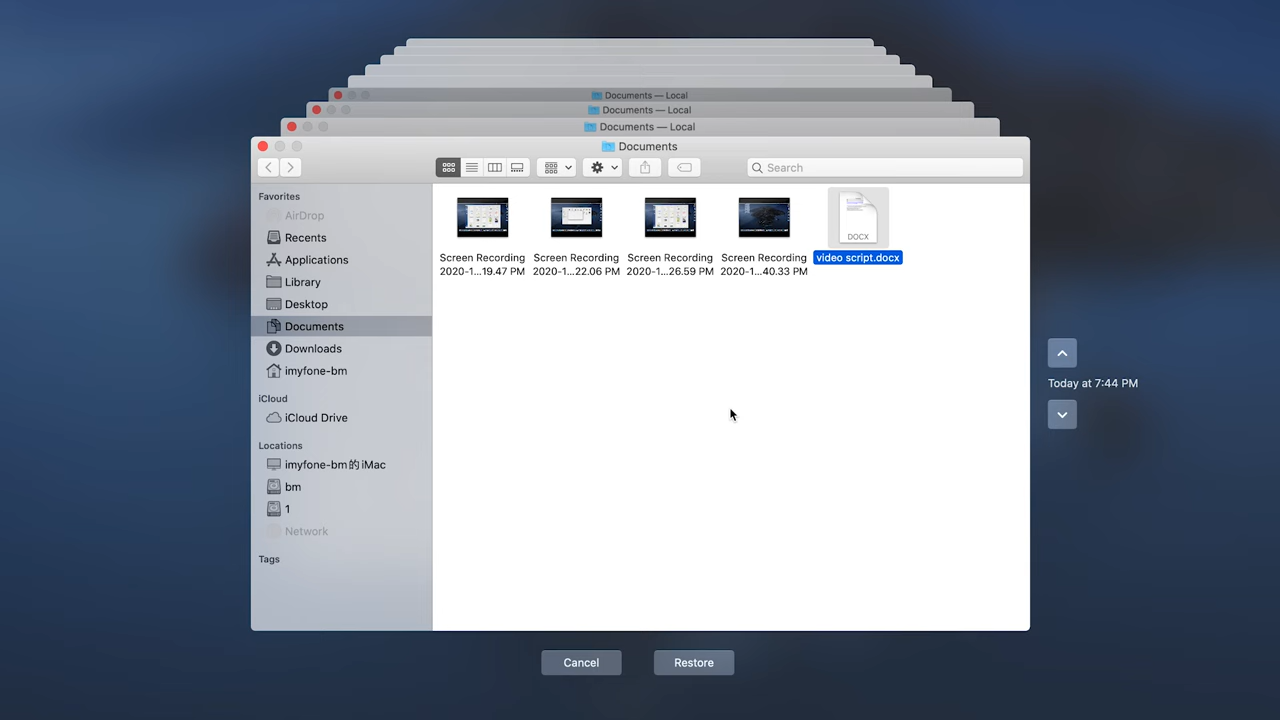 Documents — Local
Documents — Local
Documents — Local
Documents
Search
Favorites
AirDrop
Recents
Applications
Library
Desktop
Documents
Downloads
imyfone-bm
iCloud
iCloud Drive
Locations
imyfone-bm的 iMac
bm
1
Network
Tags
Screen Recording
2020-1...19.47 PM
Screen Recording
2020-1...22.06 PM
Screen Recording
2020-1...26.59 PM
Screen Recording
2020-1...40.33 PM
DOCX
video script.docx
Today at 7:44 PM
Cancel
Restore